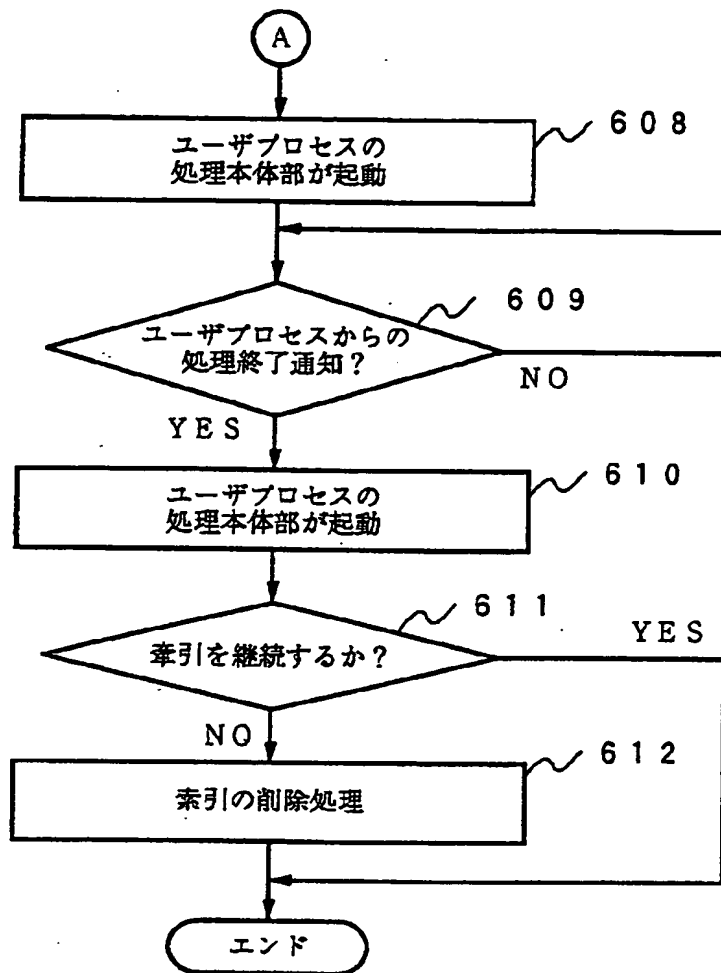 A
608
ユーザプロセスの
処理本体部が起動
609
ユーザプロセスからの
処理終了通知?
NO
YES
610
ユーザプロセスの
処理本体部が起動
611
牽引を継続するか?
YES
NO
612
索引の削除処理
エンド